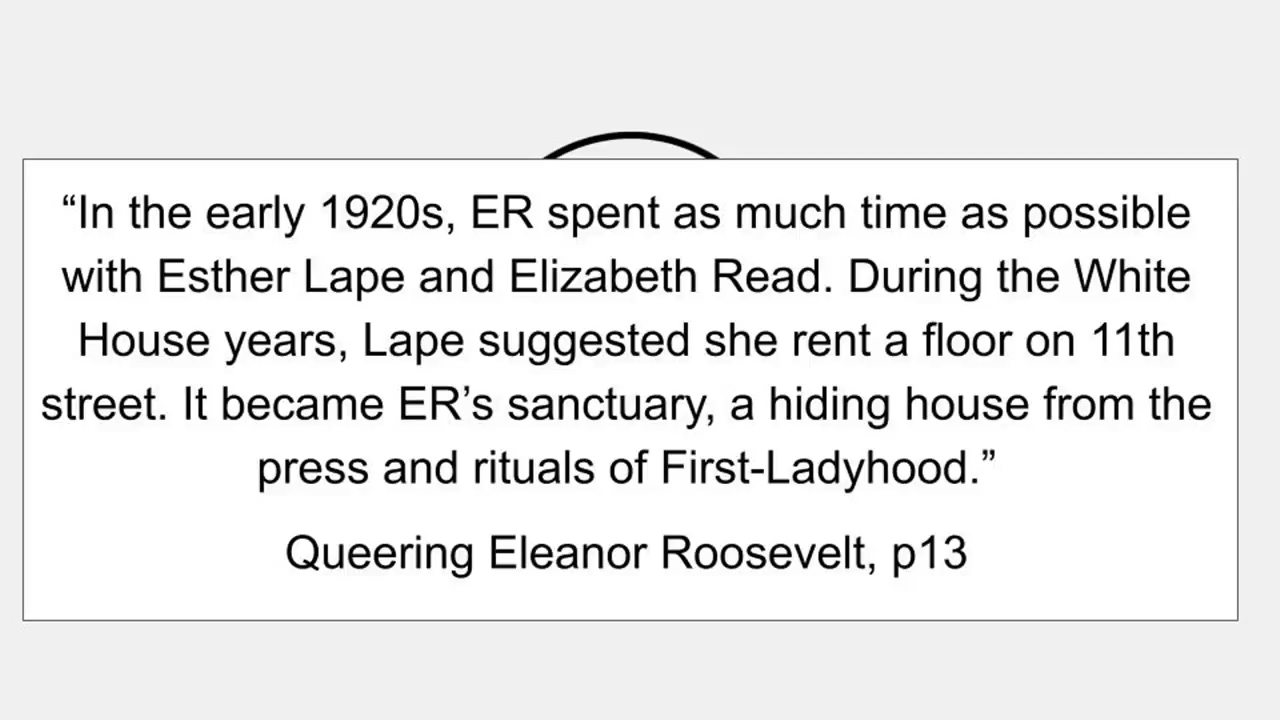 “In the early 1920s, ER spent as much time as possible
with Esther Lape and Elizabeth Read. During the White
House years, Lape suggested she rent a floor on 11th
street. It became ER’s sanctuary, a hiding house from the
press and rituals of First-Ladyhood.”
Queering Eleanor Roosevelt, p13